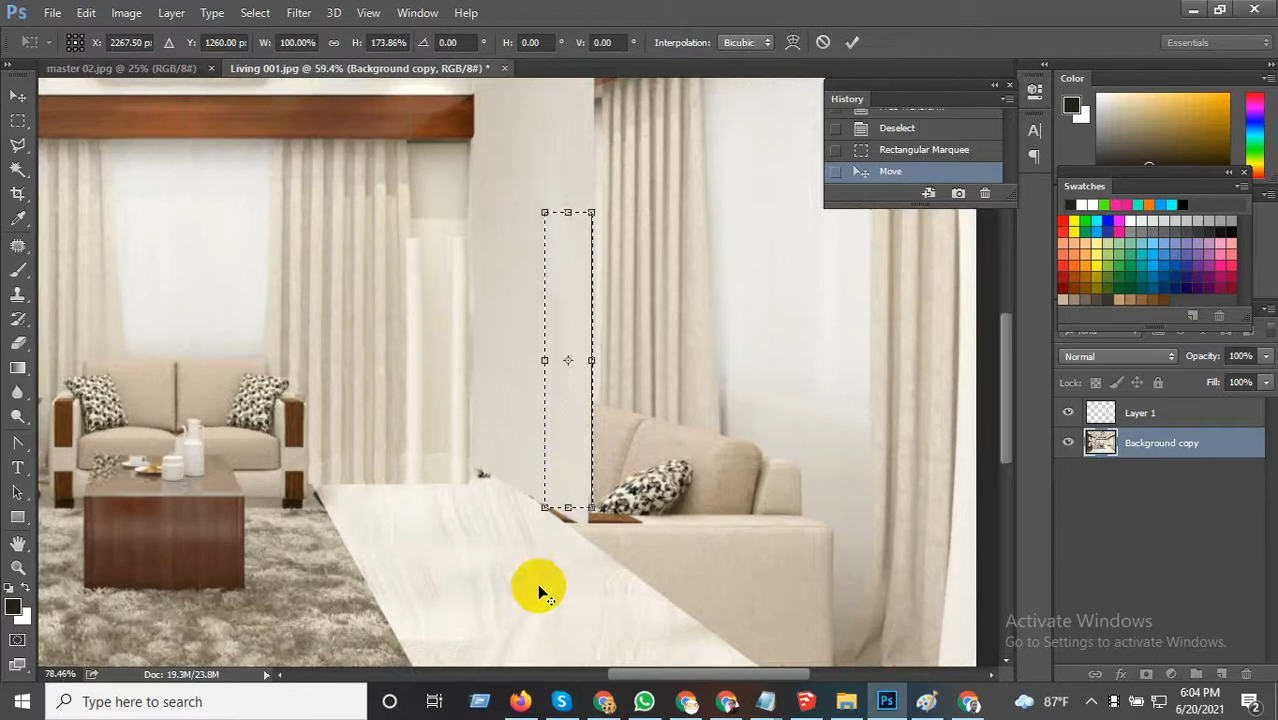 Ps File Edit Image Layer Type Select Filter 3D View Window Help
X: 2267.50 px Y: 1260.00 px W: 100.00% H: 173.86% 0.00 ° H: 0.00 ° V: 0.00 ° Interpolation: Bicubic Essentials
master 02.jpg @ 25% (RGB/8#) × Living 001.jpg @ 59.4% (Background copy, RGB/8#) * ×
Color
History
Deselect
Rectangular Marquee
Move
Swatches
Normal Opacity: 100%
Lock: Fill: 100%
Layer 1
Background copy
Activate Windows
Go to Settings to activate Windows.
78.46% Doc: 19.3M/23.8M
Type here to search
87°F
6:04 PM
6/20/2021
2